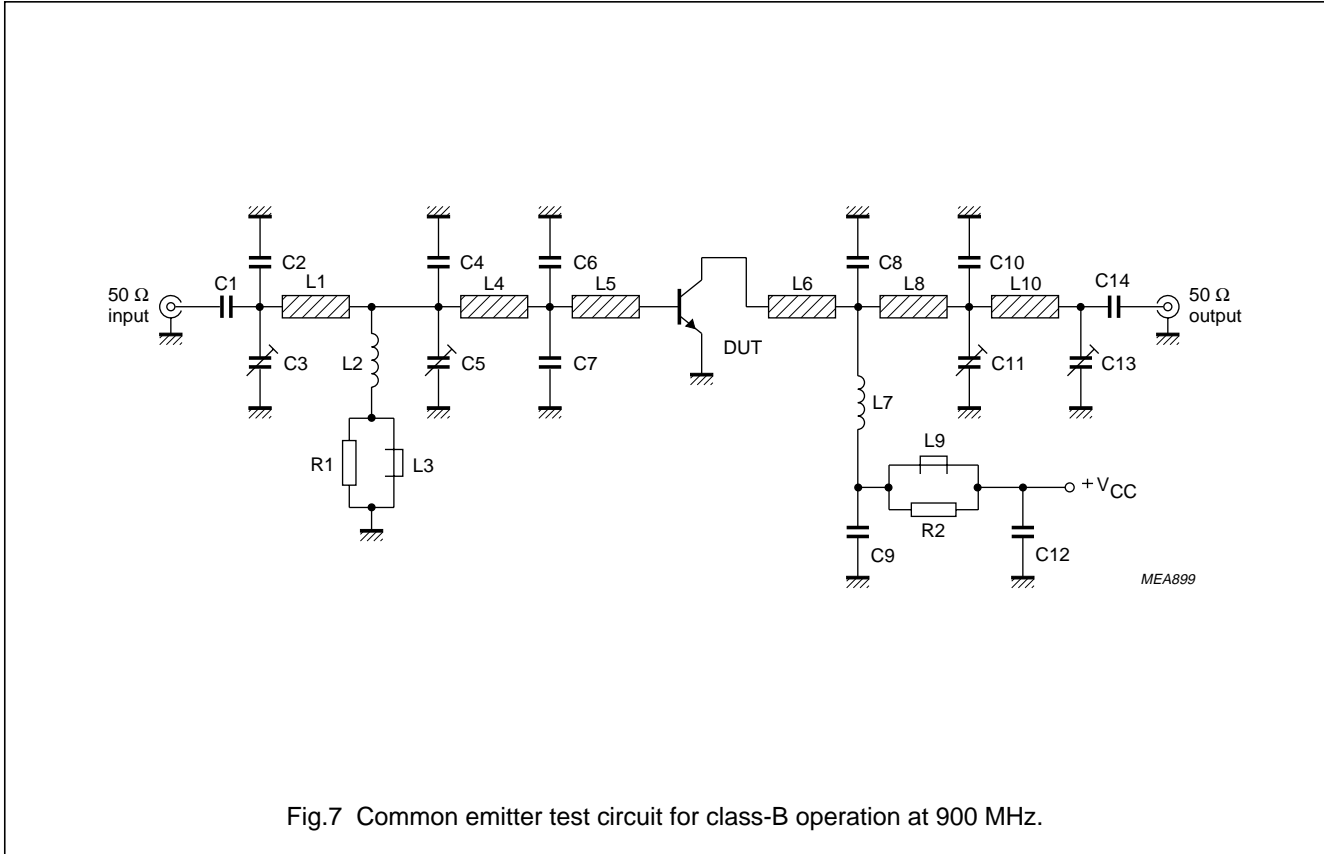 C2
C4
C6
C8
C10
C1
L1
L4
L5
L6
L8
L10
C14
50 Ω
input
50 Ω
output
DUT
C3
L2
C5
C7
C11
C13
L7
R1
L3
L9
+VCC
R2
C9
C12
MEA899
Fig.7 Common emitter test circuit for class-B operation at 900 MHz.